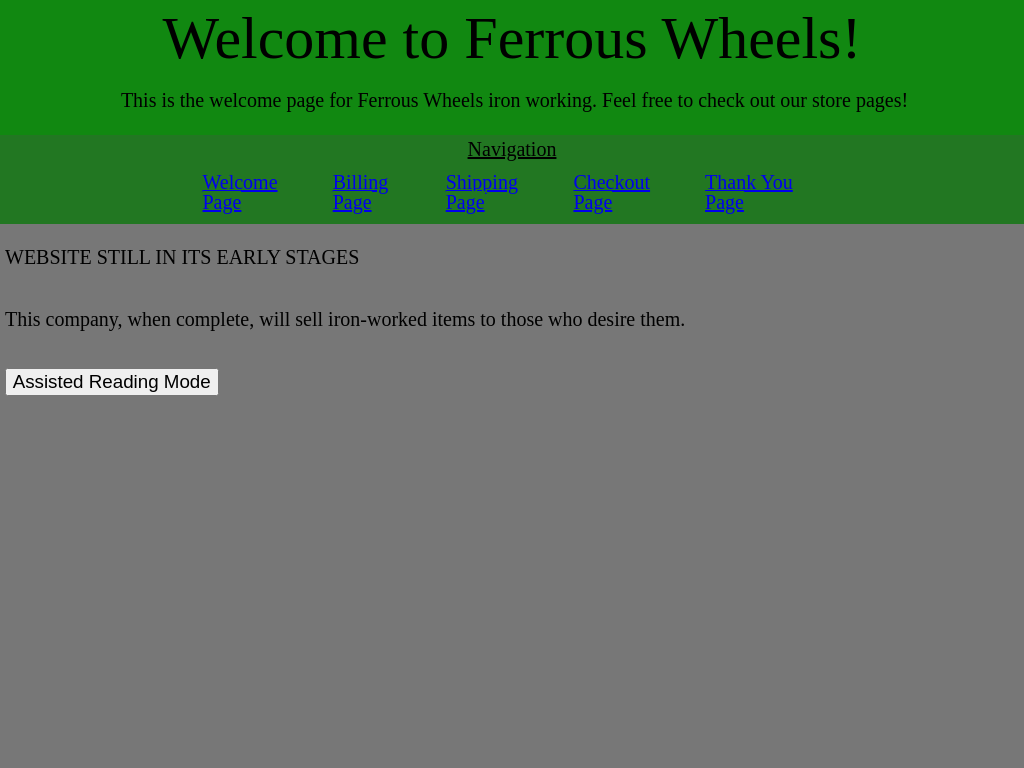 Welcome to Ferrous Wheels!
This is the welcome page for Ferrous Wheels iron working. Feel free to check out our store pages!
Navigation
Welcome Page
Billing Page
Shipping Page
Checkout Page
Thank You Page
WEBSITE STILL IN ITS EARLY STAGES
This company, when complete, will sell iron-worked items to those who desire them.
Assisted Reading Mode